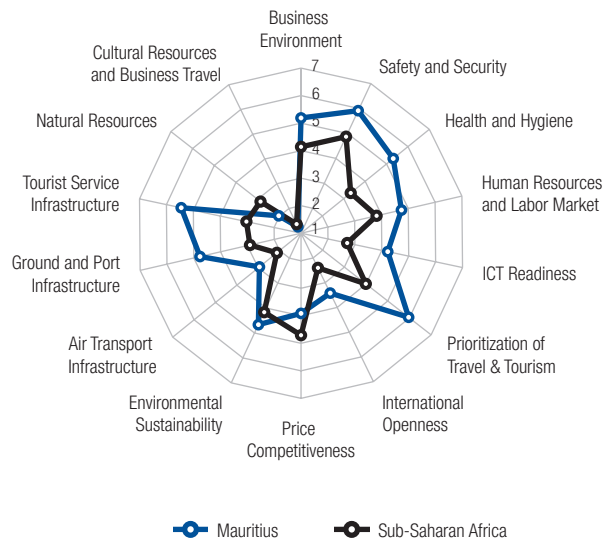 Business
Environment
7
6
5
4
3
2
1
Safety and Security
Health and Hygiene
Human Resources
and Labor Market
ICT Readiness
Prioritization of
Travel & Tourism
International
Openness
Price
Competitiveness
Environmental
Sustainability
Air Transport
Infrastructure
Ground and Port
Infrastructure
Tourist Service
Infrastructure
Natural Resources
Cultural Resources
and Business Travel
Mauritius
Sub-Saharan Africa